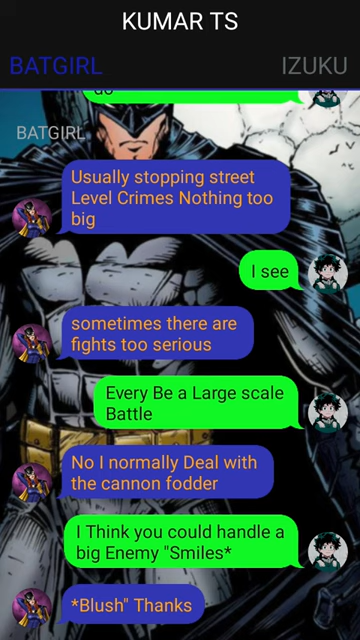 KUMAR TS
BATGIRL
IZUKU
do
BATGIRL
Usually stopping street
Level Crimes Nothing too
big
I see
sometimes there are
fights too serious
Every Be a Large scale
Battle
No I normally Deal with
the cannon fodder
I Think you could handle a
big Enemy "Smiles*
*Blush" Thanks